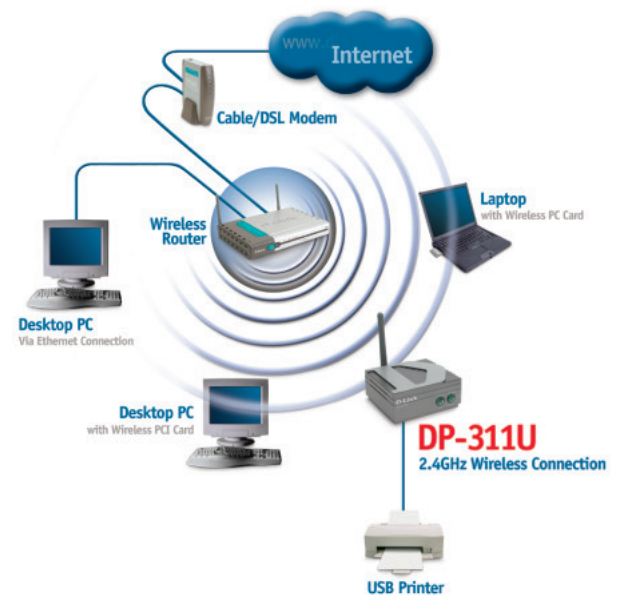 www.
Internet
Cable/DSL Modem
Wireless
Router
Laptop
with Wireless PC Card
Desktop PC
Via Ethernet Connection
D-Link
Desktop PC
with Wireless PCI Card
DP-311U
2.4GHz Wireless Connection
USB Printer